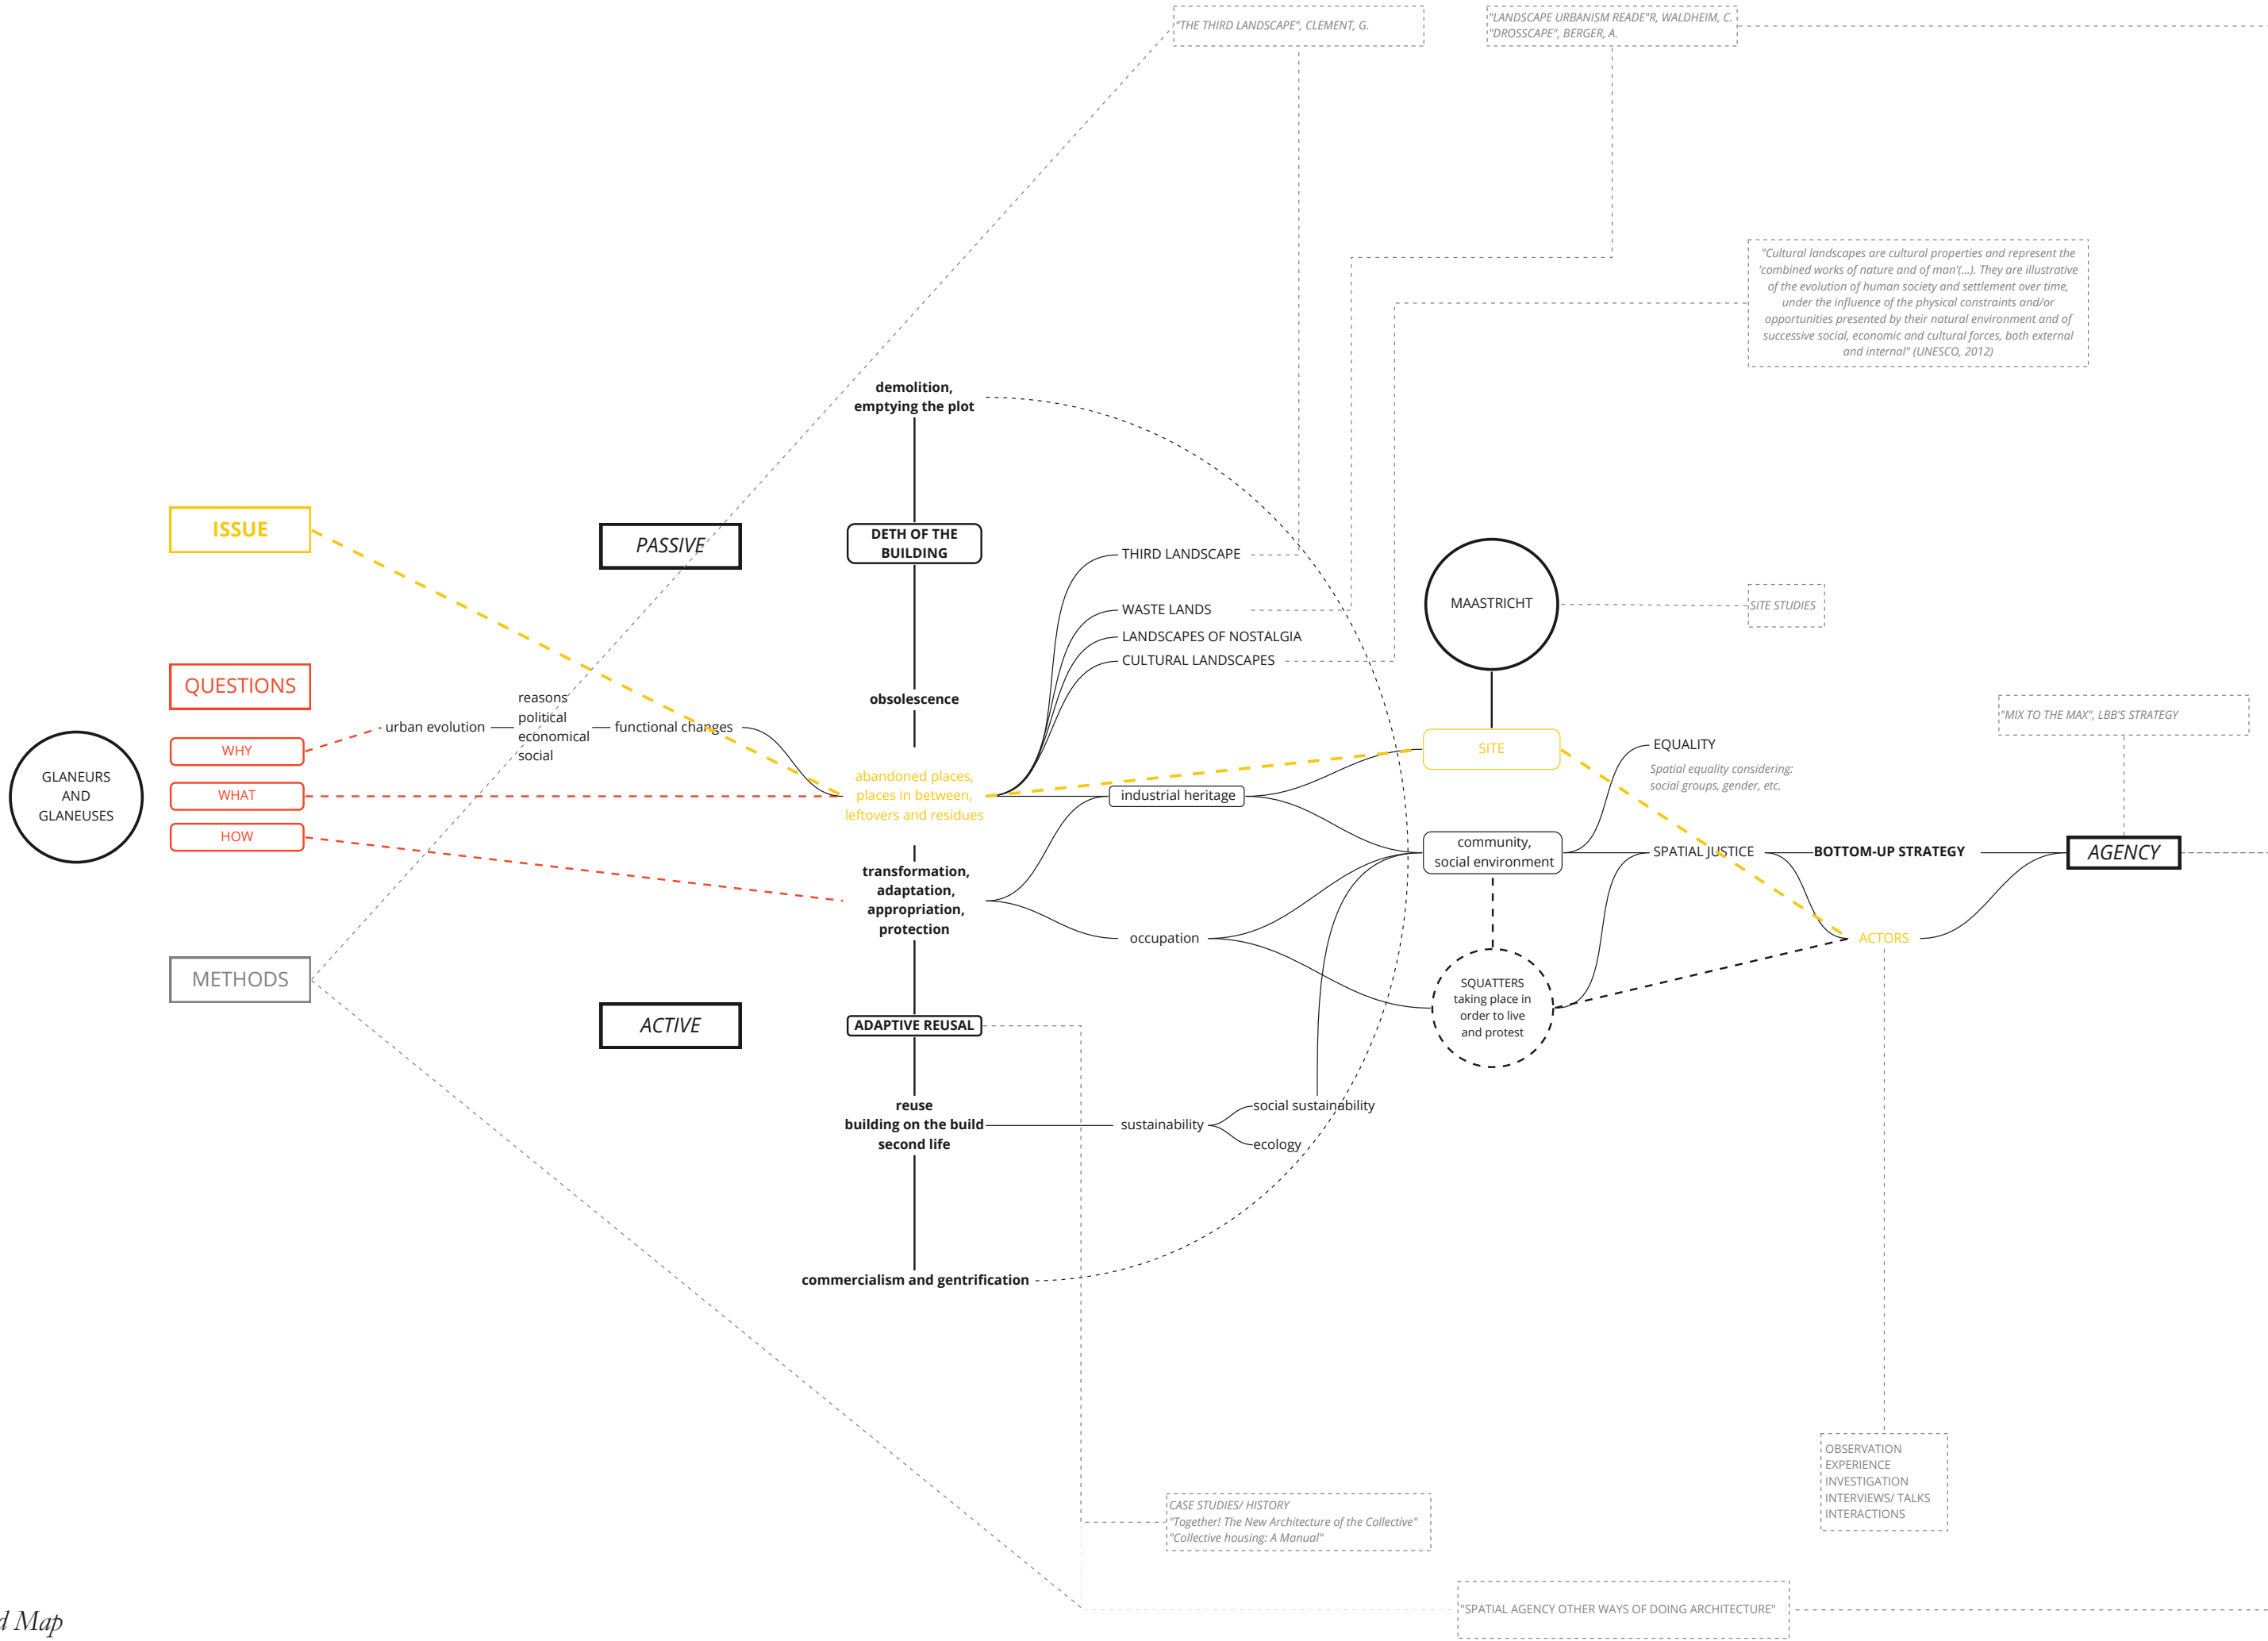 "THE THIRD LANDSCAPE", CLEMENT, G.
"LANDSCAPE URBANISM READE"R, WALDHEIM, C.
"DROSSCAPE", BERGER, A.
"Cultural landscapes are cultural properties and represent the
'combined works of nature and of man'(...). They are illustrative
of the evolution of human society and settlement over time,
under the influence of the physical constraints and/or
opportunities presented by their natural environment and of
successive social, economic and cultural forces, both external
and internal" (UNESCO, 2012)
demolition,
emptying the plot
ISSUE
PASSIVE
DETH OF THE
BUILDING
THIRD LANDSCAPE
WASTE LANDS
LANDSCAPES OF NOSTALGIA
CULTURAL LANDSCAPES
MAASTRICHT
SITE STUDIES
QUESTIONS
obsolescence
urban evolution
reasons
political
economical
social
functional changes
WHY
WHAT
HOW
GLANEURS
AND
GLANEUSES
abandoned places,
places in between,
leftovers and residues
industrial heritage
SITE
EQUALITY
Spatial equality considering:
social groups, gender, etc.
"MIX TO THE MAX", LBB'S STRATEGY
community,
social environment
SPATIAL JUSTICE
BOTTOM-UP STRATEGY
AGENCY
transformation,
adaptation,
appropriation,
protection
occupation
ACTORS
METHODS
SQUATTERS
taking place in
order to live
and protest
ACTIVE
ADAPTIVE REUSAL
reuse
building on the build
second life
sustainability
social sustainability
ecology
commercialism and gentrification
OBSERVATION
EXPERIENCE
INVESTIGATION
INTERVIEWS/ TALKS
INTERACTIONS
CASE STUDIES/ HISTORY
"Together! The New Architecture of the Collective"
"Collective housing: A Manual"
"SPATIAL AGENCY OTHER WAYS OF DOING ARCHITECTURE"
d Map